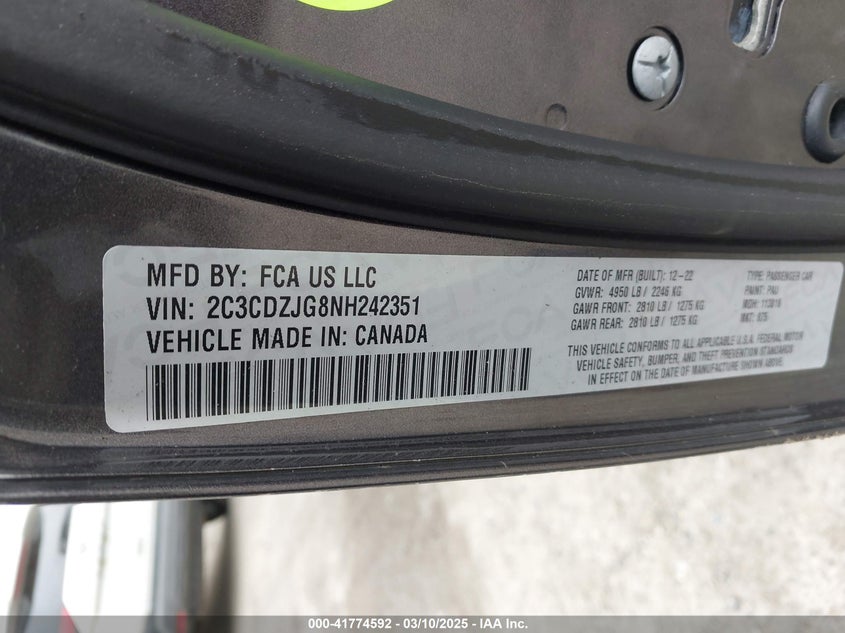 MFD BY: FCA US LLC
VIN: 2C3CDZJG8NH242351
VEHICLE MADE IN: CANADA
DATE OF MFR (BUILT): 12-22
GVWR: 4950 LB / 2246 KG
GAWR FRONT: 2810 LB / 1275 KG
GAWR REAR: 2810 LB / 1275 KG
TYPE: PASSENGER CAR
PAINT: PAU
MDH:
MKT:
THIS VEHICLE CONFORMS TO ALL APPLICABLE U.S.A. FEDERAL MOTOR
VEHICLE SAFETY, BUMPER, AND THEFT PREVENTION STANDARDS
IN EFFECT ON THE DATE OF MANUFACTURE SHOWN ABOVE.
000-41774592 — 03/10/2025 — IAA Inc.